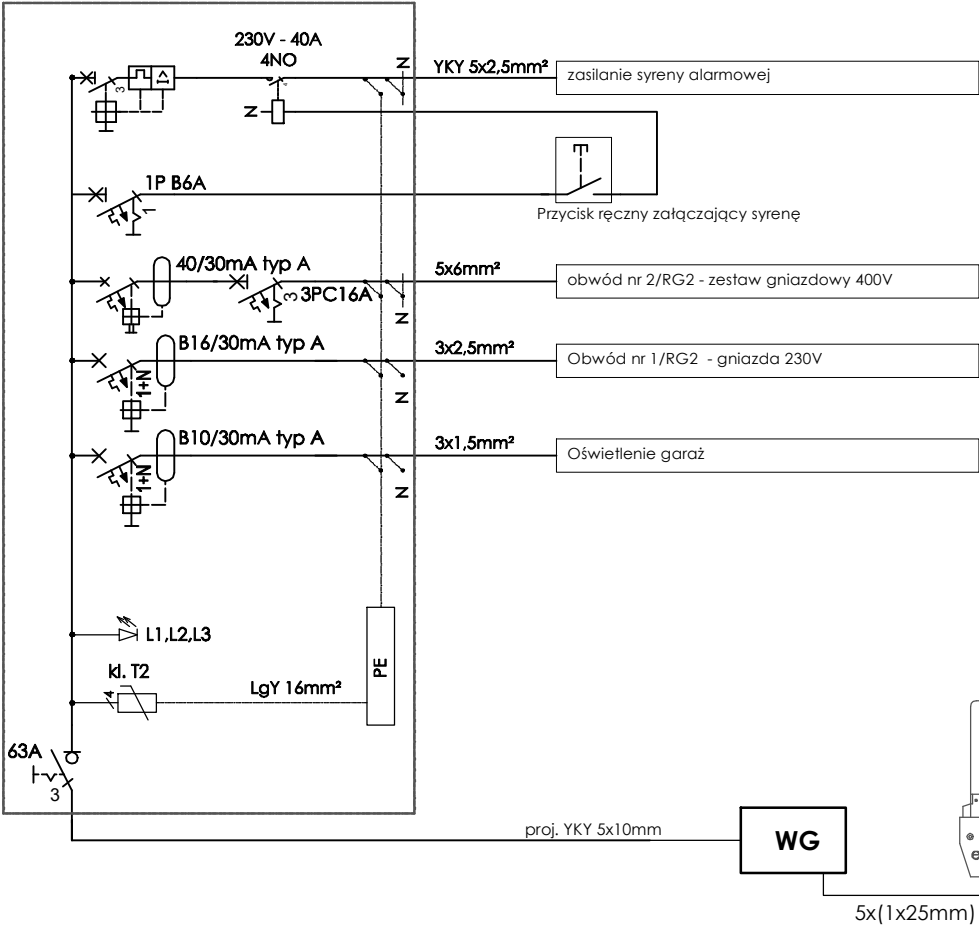 230V - 40A
4NO
N
YKY 5x2,5mm²
zasilanie syreny alarmowej
3
N
1P B6A
1
Przycisk ręczny załączający syrenę
40/30mA typ A
3
3PC16A
N
5x6mm²
obwód nr 2/RG2 - zestaw gniazdowy 400V
B16/30mA typ A
1+N
N
3x2,5mm²
Obwód nr 1/RG2 - gniazda 230V
B10/30mA typ A
1+N
N
3x1,5mm²
Oświetlenie garaż
L1,L2,L3
kl. T2
4
LgY 16mm²
PE
63A
3
proj. YKY 5x10mm
WG
5x(1x25mm)